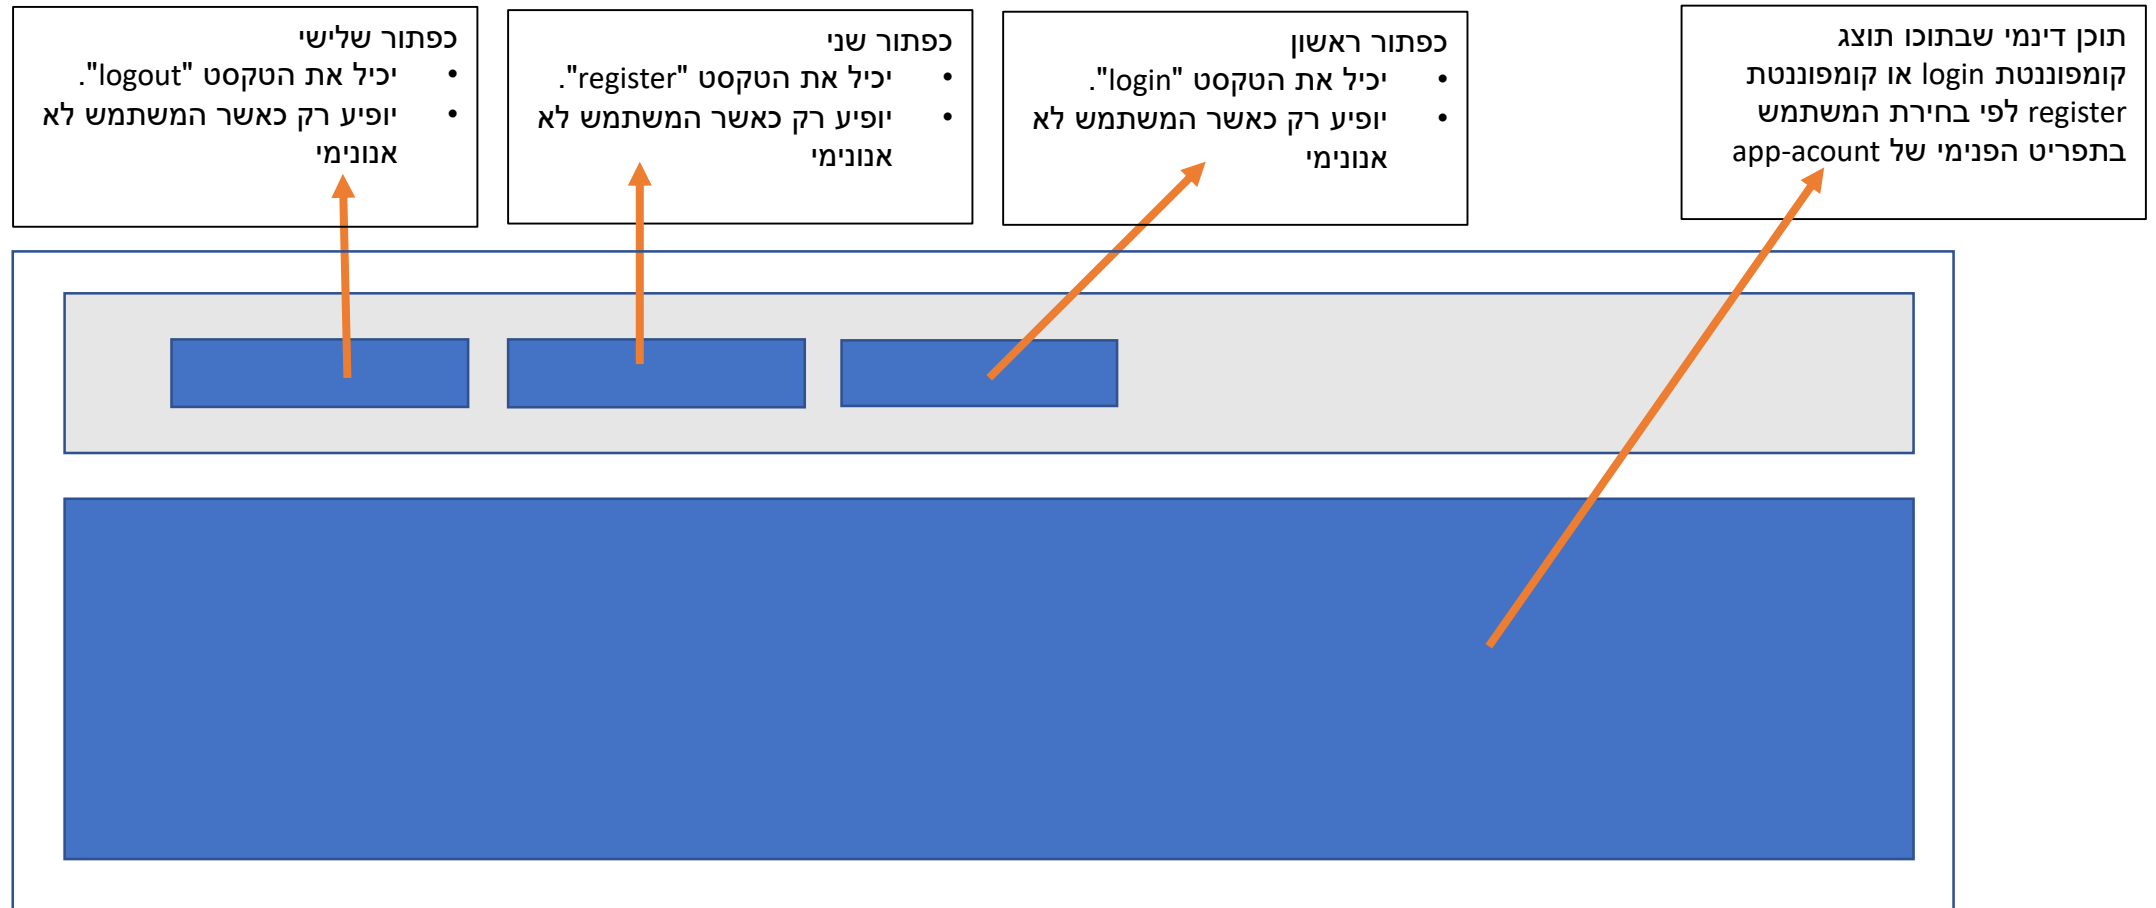 תוכן דינמי שבתוכו תוצג
קומפוננטת login או קומפוננטת
register לפי בחירת המשתמש
בתפריט הפנימי של app-acount
כפתור ראשון
• יכיל את הטקסט "login".
• יופיע רק כאשר המשתמש לא
אנונימי
כפתור שני
• יכיל את הטקסט "register".
• יופיע רק כאשר המשתמש לא
אנונימי
כפתור שלישי
• יכיל את הטקסט "logout".
• יופיע רק כאשר המשתמש לא
אנונימי